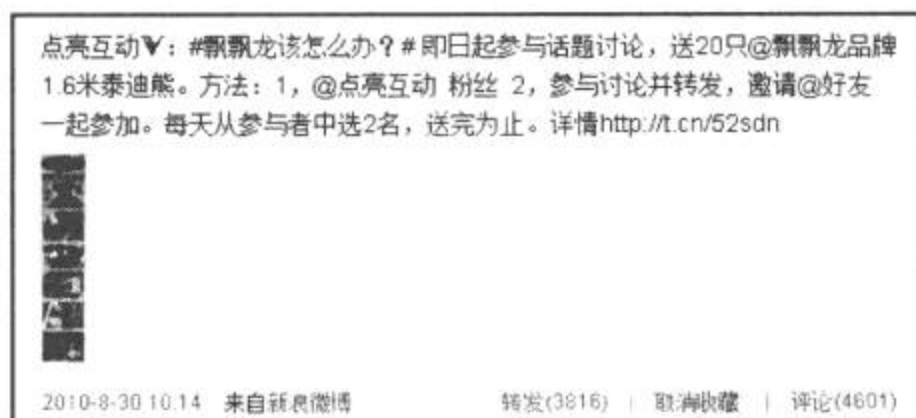 点亮互动V：#飘飘龙该怎么办？#即日起参与话题讨论，送20只@飘飘龙品牌
1.6米泰迪熊。方法：1，@点亮互动 粉丝 2，参与讨论并转发，邀请@好友
一起参加。每天从参与者中选2名，送完为止。详情http://t.cn/52sdn
2010-8-30 10:14 来自新浪微博 转发(3816) | 取消收藏 | 评论(4601)